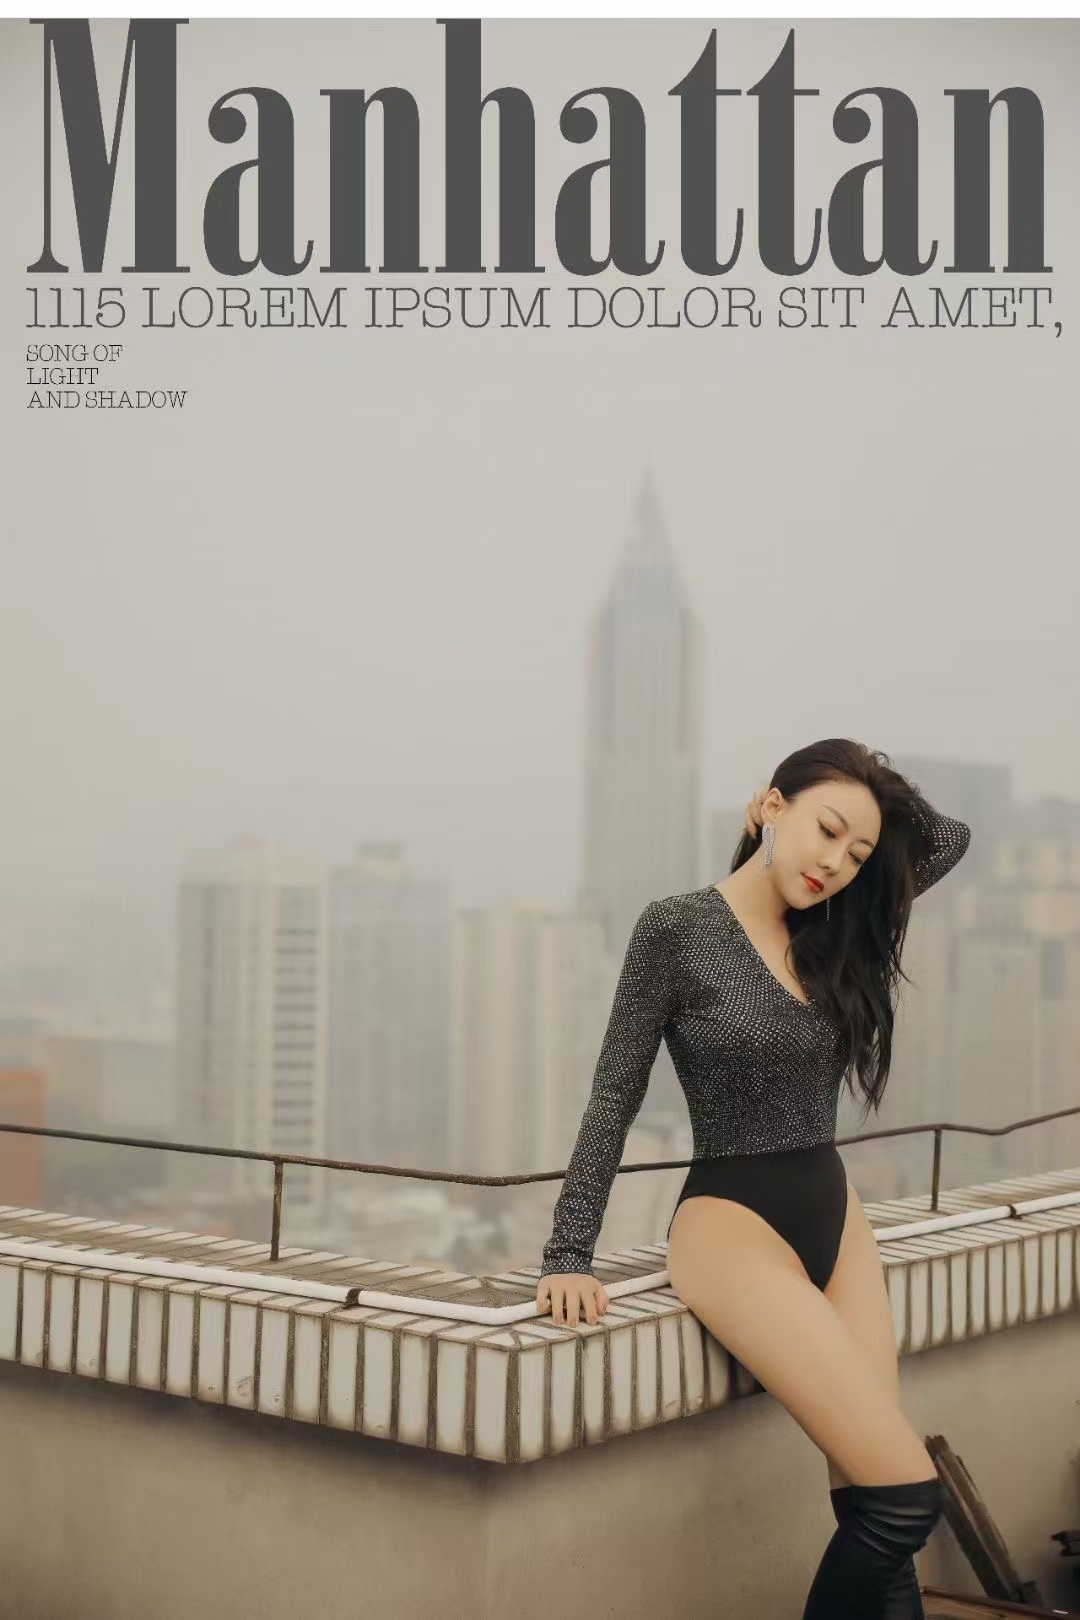 Manhattan
1115 LOREM IPSUM DOLOR SIT AMET,
SONG OF
LIGHT
AND SHADOW